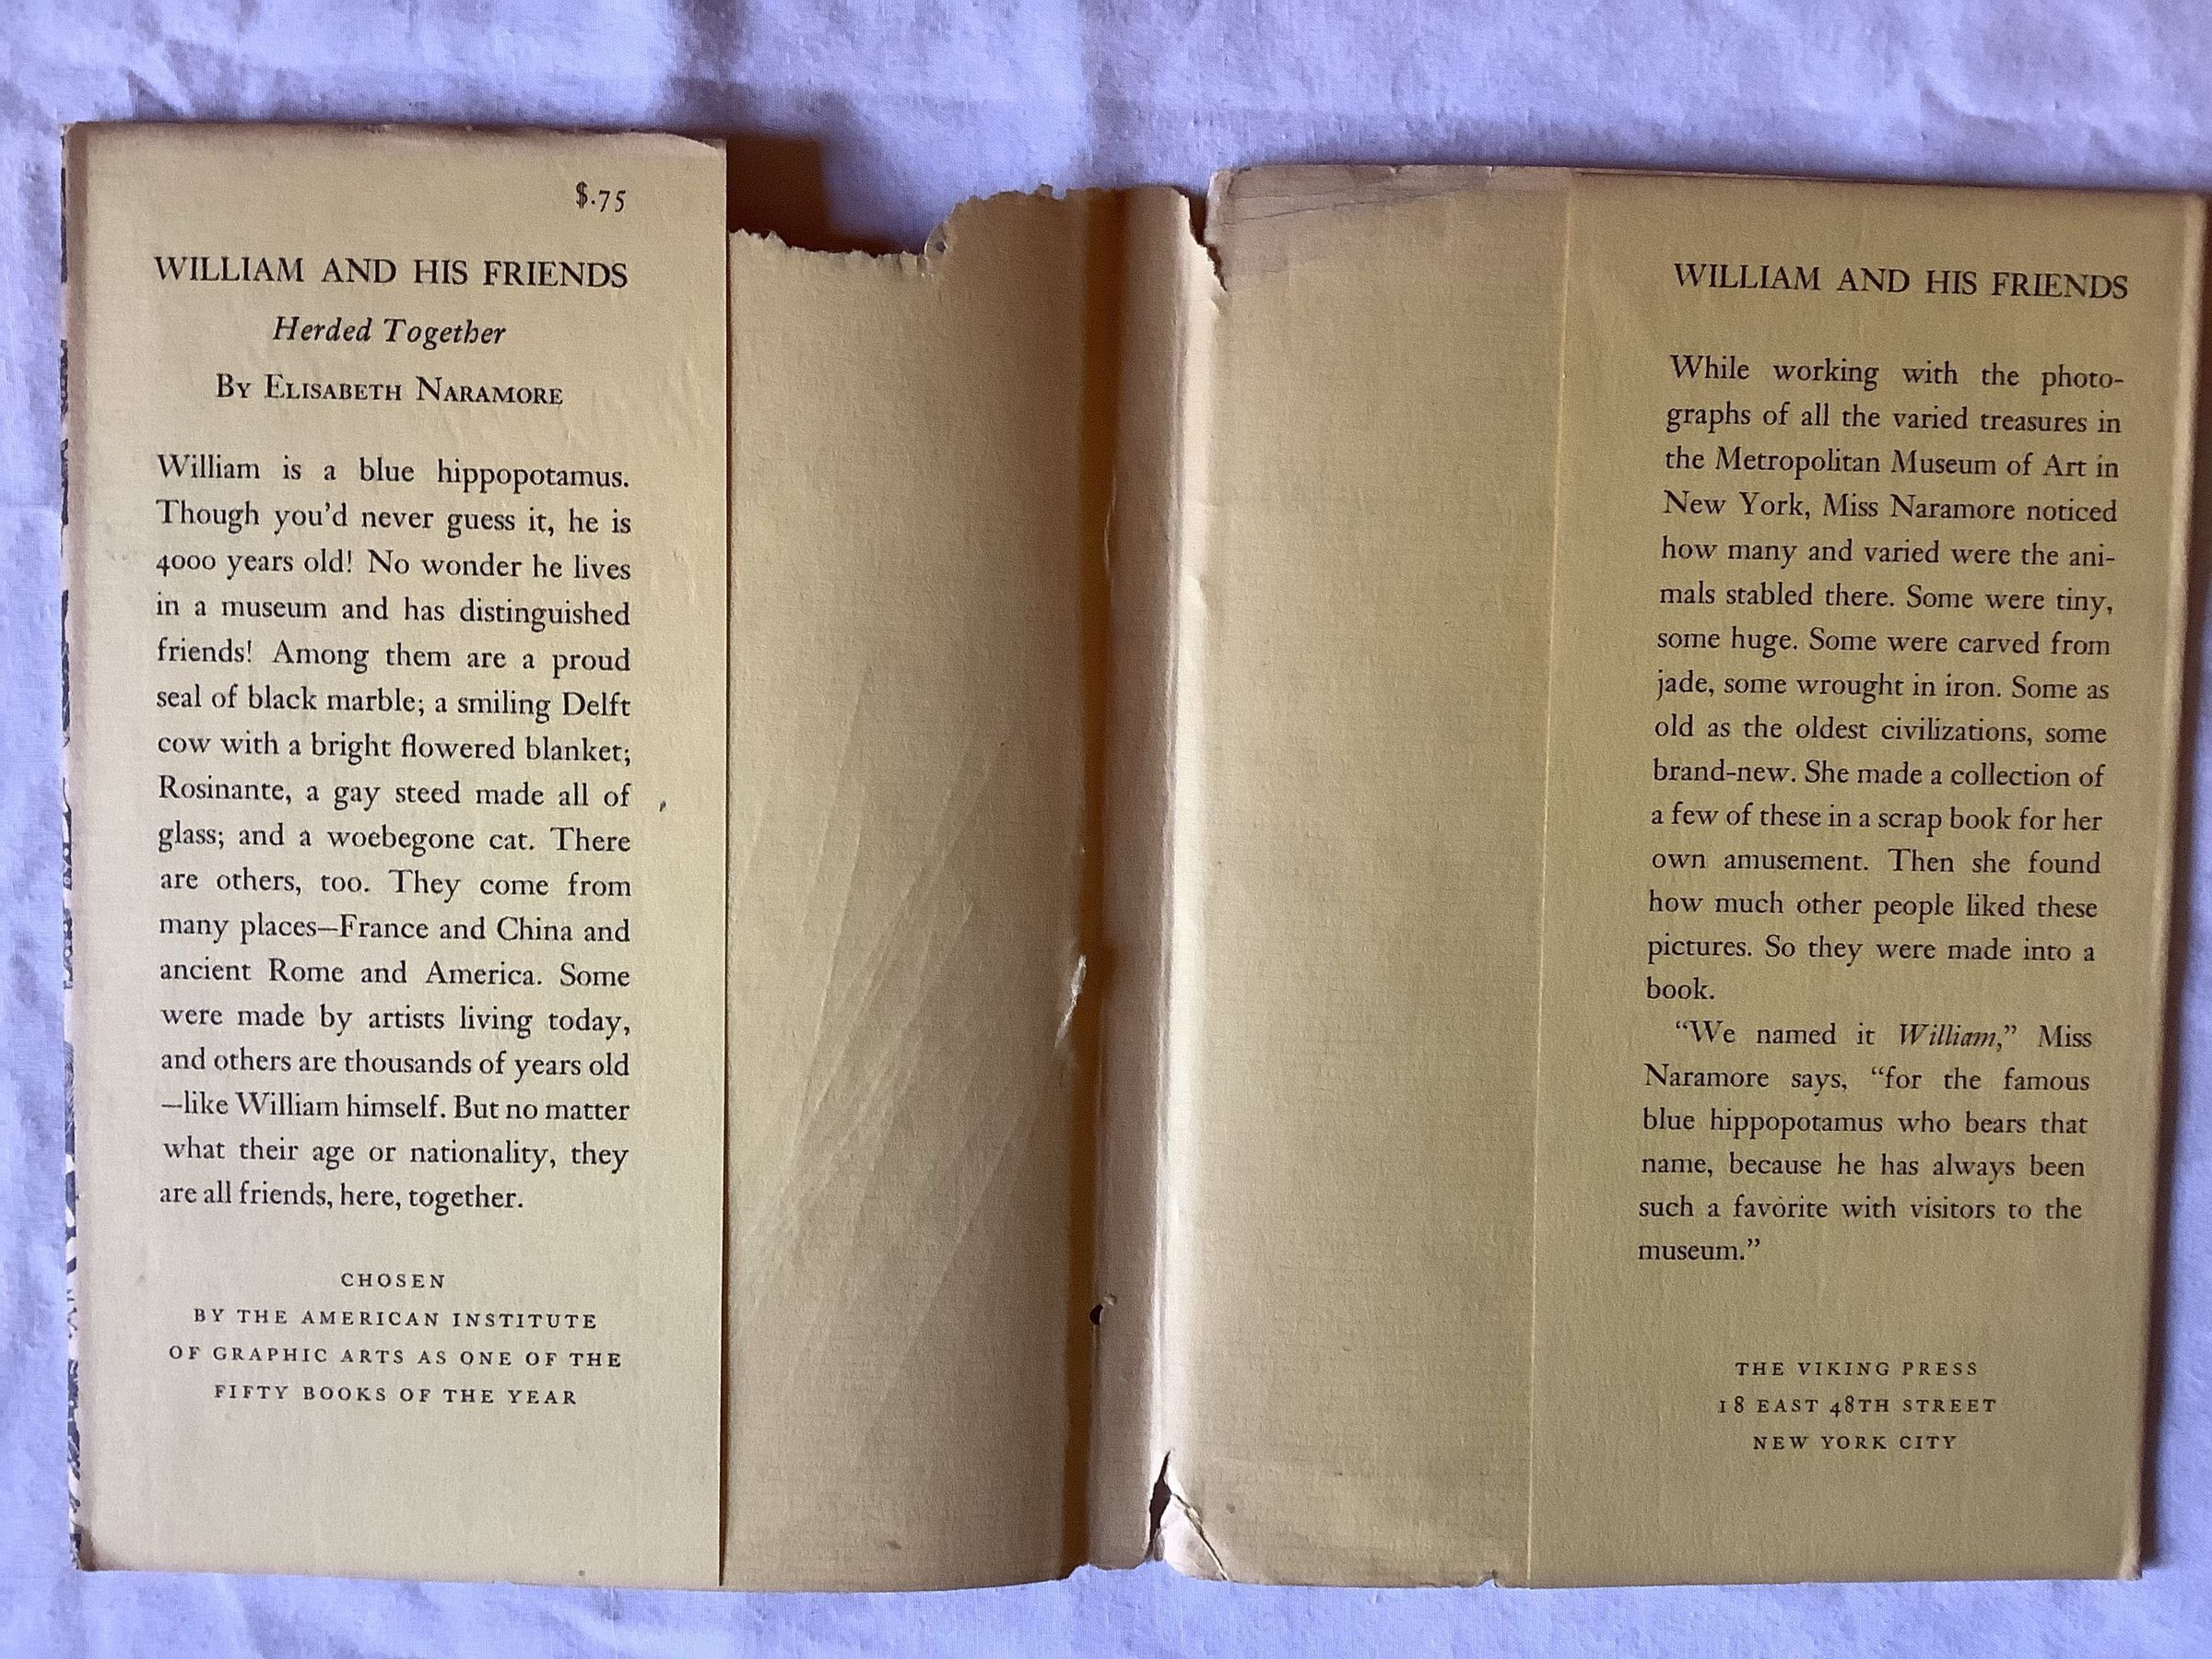 $.75
WILLIAM AND HIS FRIENDS
Herded Together
BY ELISABETH NARAMORE
William is a blue hippopotamus.
Though you'd never guess it, he is
4000 years old! No wonder he lives
in a museum and has distinguished
friends! Among them are a proud
seal of black marble; a smiling Delft
cow with a bright flowered blanket;
Rosinante, a gay steed made all of
glass; and a woebegone cat. There
are others, too. They come from
many places—France and China and
ancient Rome and America. Some
were made by artists living today,
and others are thousands of years old
—like William himself. But no matter
what their age or nationality, they
are all friends, here, together.
CHOSEN
BY THE AMERICAN INSTITUTE
OF GRAPHIC ARTS AS ONE OF THE
FIFTY BOOKS OF THE YEAR
WILLIAM AND HIS FRIENDS
While working with the photo-
graphs of all the varied treasures in
the Metropolitan Museum of Art in
New York, Miss Naramore noticed
how many and varied were the ani-
mals stabled there. Some were tiny,
some huge. Some were carved from
jade, some wrought in iron. Some as
old as the oldest civilizations, some
brand-new. She made a collection of
a few of these in a scrap book for her
own amusement. Then she found
how much other people liked these
pictures. So they were made into a
book.
"We named it William," Miss
Naramore says, "for the famous
blue hippopotamus who bears that
name, because he has always been
such a favorite with visitors to the
museum."
THE VIKING PRESS
18 EAST 48TH STREET
NEW YORK CITY